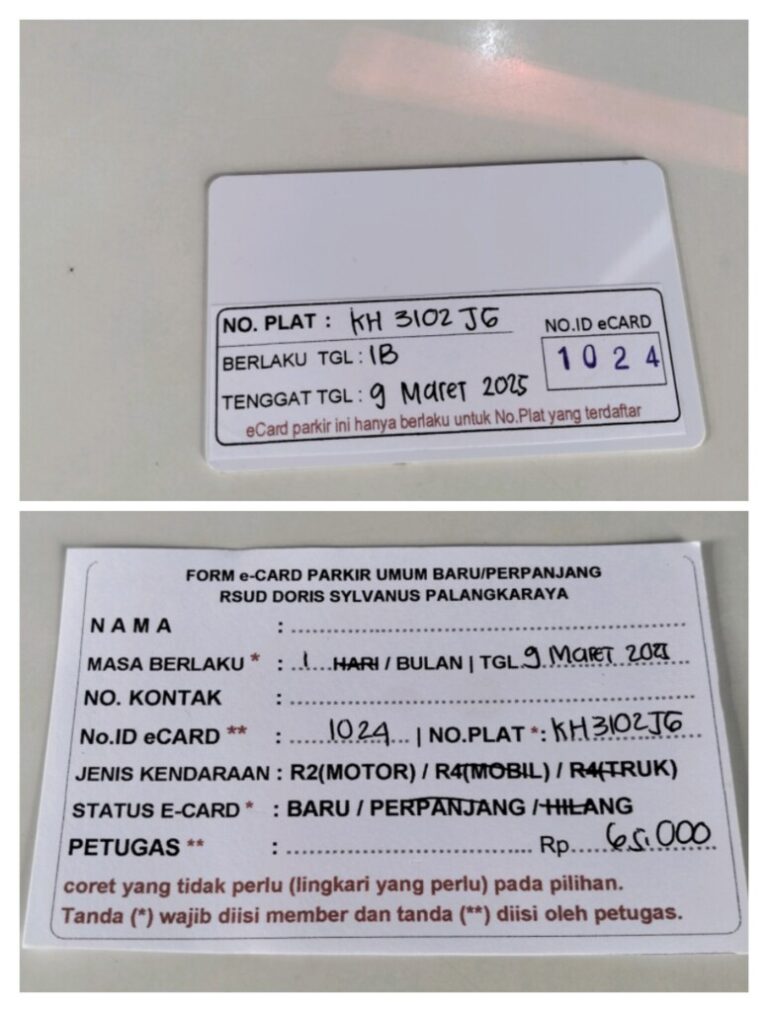 NO. PLAT : KH 3102 JG
BERLAKU TGL : 1B
TENGGAT TGL : 9 Maret 2025
NO.ID eCARD
1024
eCard parkir ini hanya berlaku untuk No.Plat yang terdaftar
FORM e-CARD PARKIR UMUM BARU/PERPANJANG
RSUD DORIS SYLVANUS PALANGKARAYA
NAMA :
MASA BERLAKU * : 1 HARI / BULAN | TGL. 9 Maret 2025
NO. KONTAK :
No.ID eCARD ** : 1024 | NO.PLAT *: KH 3102 JG
JENIS KENDARAAN : R2(MOTOR) / R4(MOBIL) / R4(TRUK)
STATUS E-CARD * : BARU / PERPANJANG / HILANG
PETUGAS ** : Rp. 65.000
coret yang tidak perlu (lingkari yang perlu) pada pilihan.
Tanda (*) wajib diisi member dan tanda (**) diisi oleh petugas.